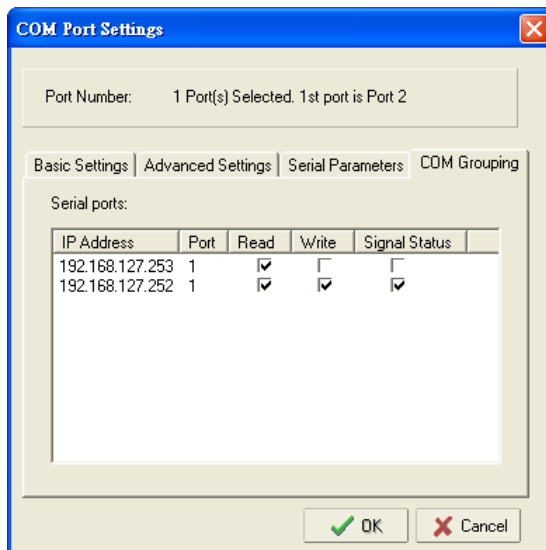 COM Port Settings
Port Number: 1 Port(s) Selected. 1st port is Port 2
Basic Settings Advanced Settings Serial Parameters COM Grouping
Serial ports:
IP Address Port Read Write Signal Status
192.168.127.253 1
192.168.127.252 1
OK Cancel